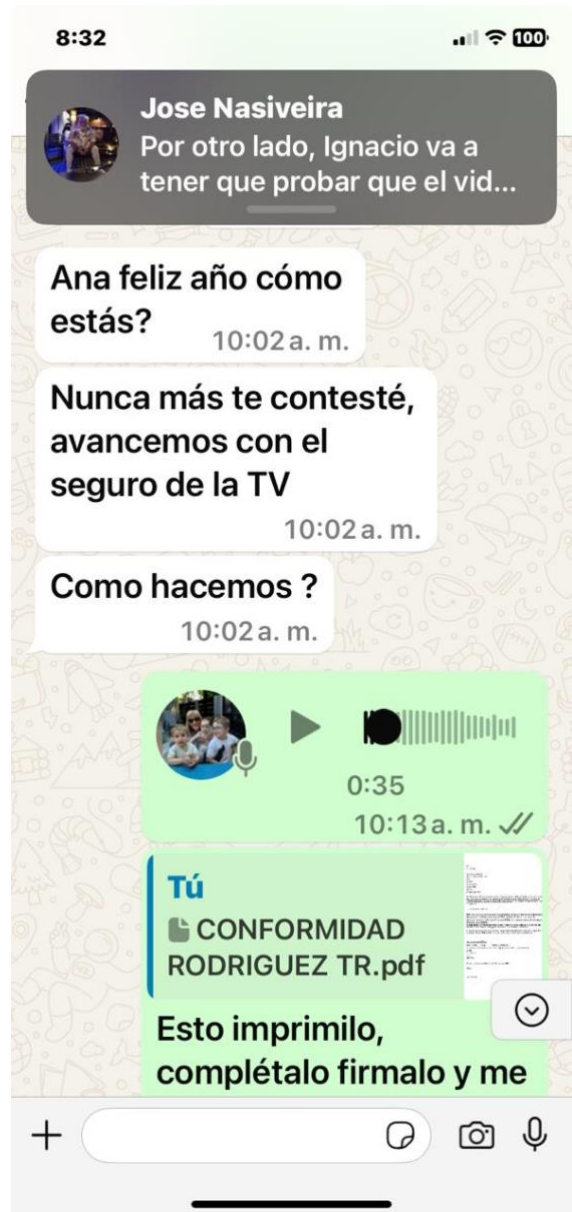 8:32
100
Jose Nasiveira
Por otro lado, Ignacio va a
tener que probar que el vid...
Ana feliz año cómo
estás?
10:02 a. m.
Nunca más te contesté,
avancemos con el
seguro de la TV
10:02 a. m.
Como hacemos ?
10:02 a. m.
0:35
10:13 a. m.
Tú
CONFORMIDAD
RODRIGUEZ TR.pdf
Esto imprimilo,
complétalo firmalo y me